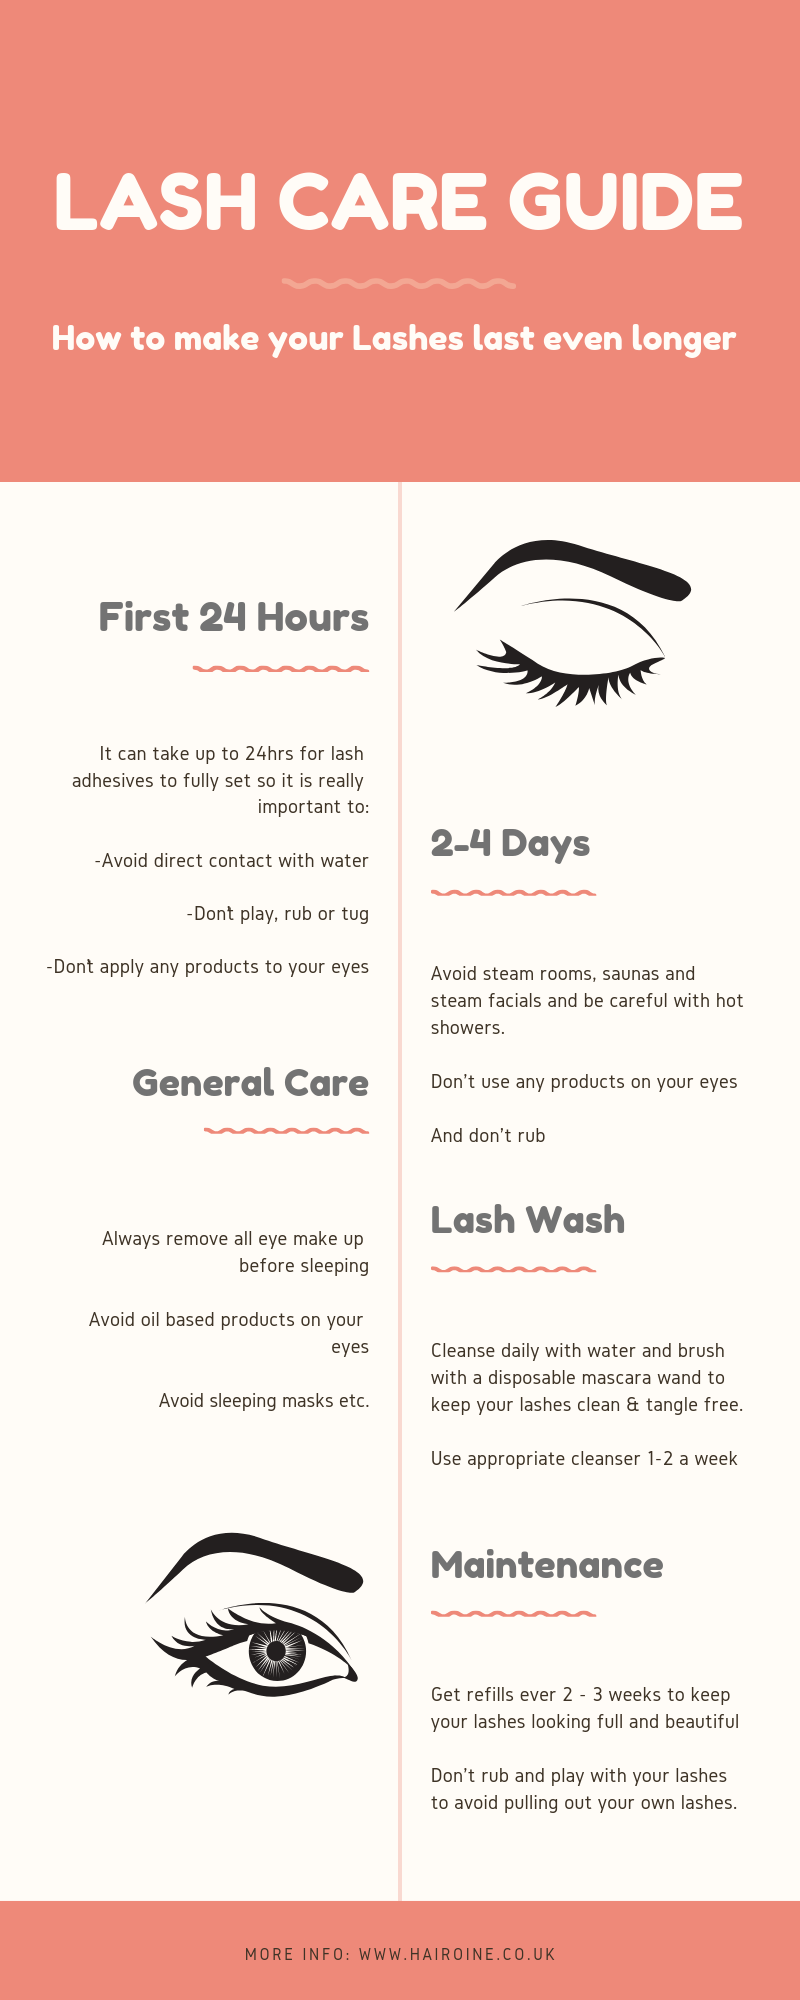 LASH CARE GUIDE
How to make your Lashes last even longer
First 24 Hours
It can take up to 24hrs for lash
adhesives to fully set so it is really
important to:
-Avoid direct contact with water
-Don't play, rub or tug
-Don't apply any products to your eyes
2-4 Days
Avoid steam rooms, saunas and
steam facials and be careful with hot
showers.
Don't use any products on your eyes
And don't rub
General Care
Always remove all eye make up
before sleeping
Avoid oil based products on your
eyes
Avoid sleeping masks etc.
Lash Wash
Cleanse daily with water and brush
with a disposable mascara wand to
keep your lashes clean & tangle free.
Use appropriate cleanser 1-2 a week
Maintenance
Get refills ever 2 - 3 weeks to keep
your lashes looking full and beautiful
Don't rub and play with your lashes
to avoid pulling out your own lashes.
MORE INFO: WWW.HAIROINE.CO.UK